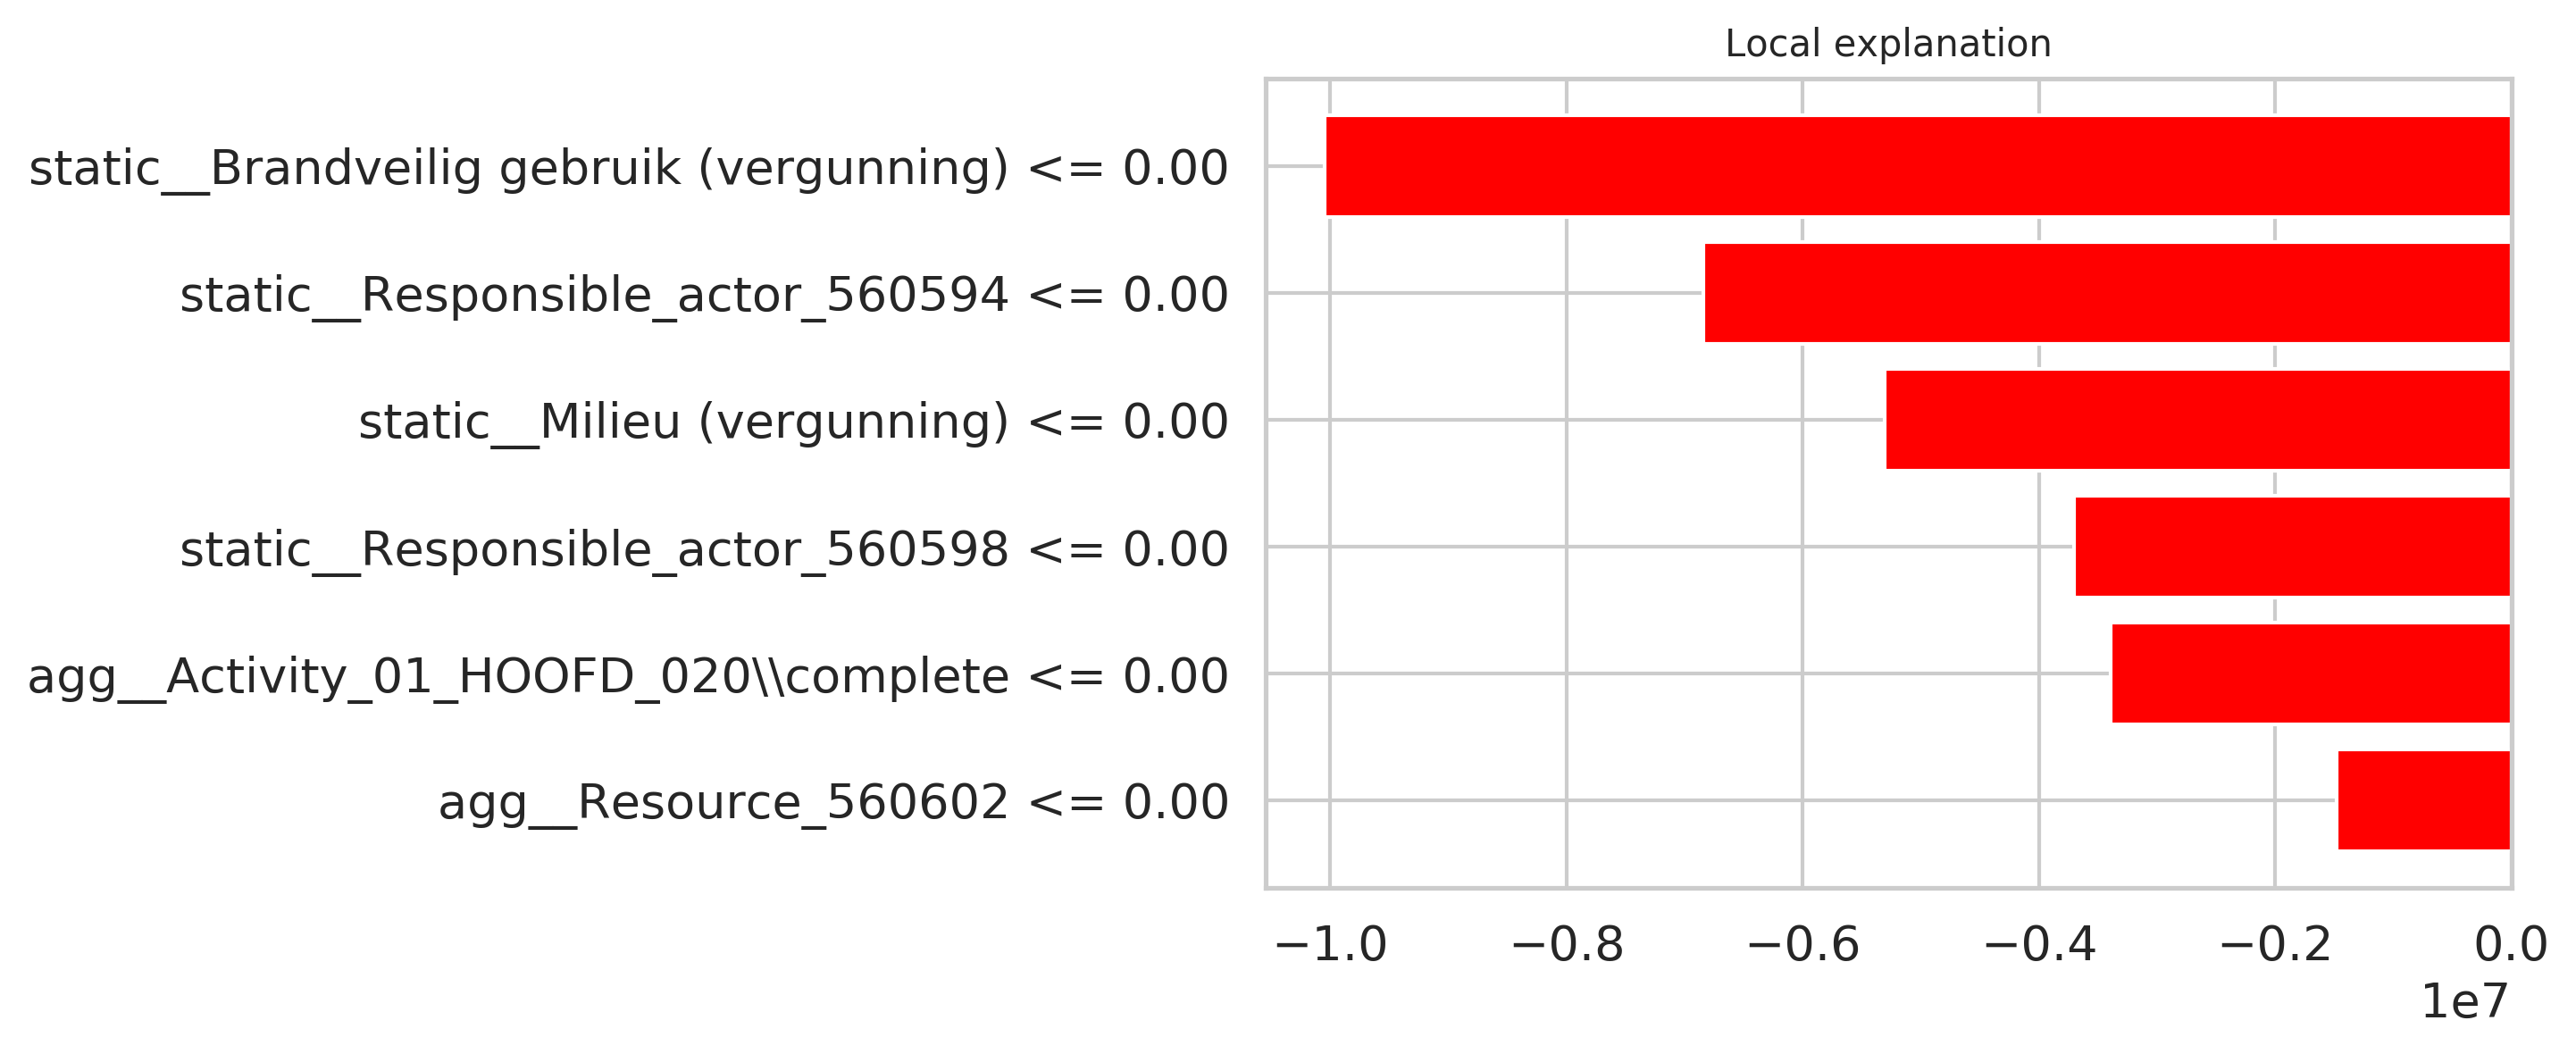 Local explanation
static__Brandveilig gebruik (vergunning) <= 0.00
static__Responsible_actor_560594 <= 0.00
static__Milieu (vergunning) <= 0.00
static__Responsible_actor_560598 <= 0.00
agg__Activity_01_HOOFD_020\\complete <= 0.00
agg__Resource_560602 <= 0.00
−1.0 −0.8 −0.6 −0.4 −0.2 0.0
1e7